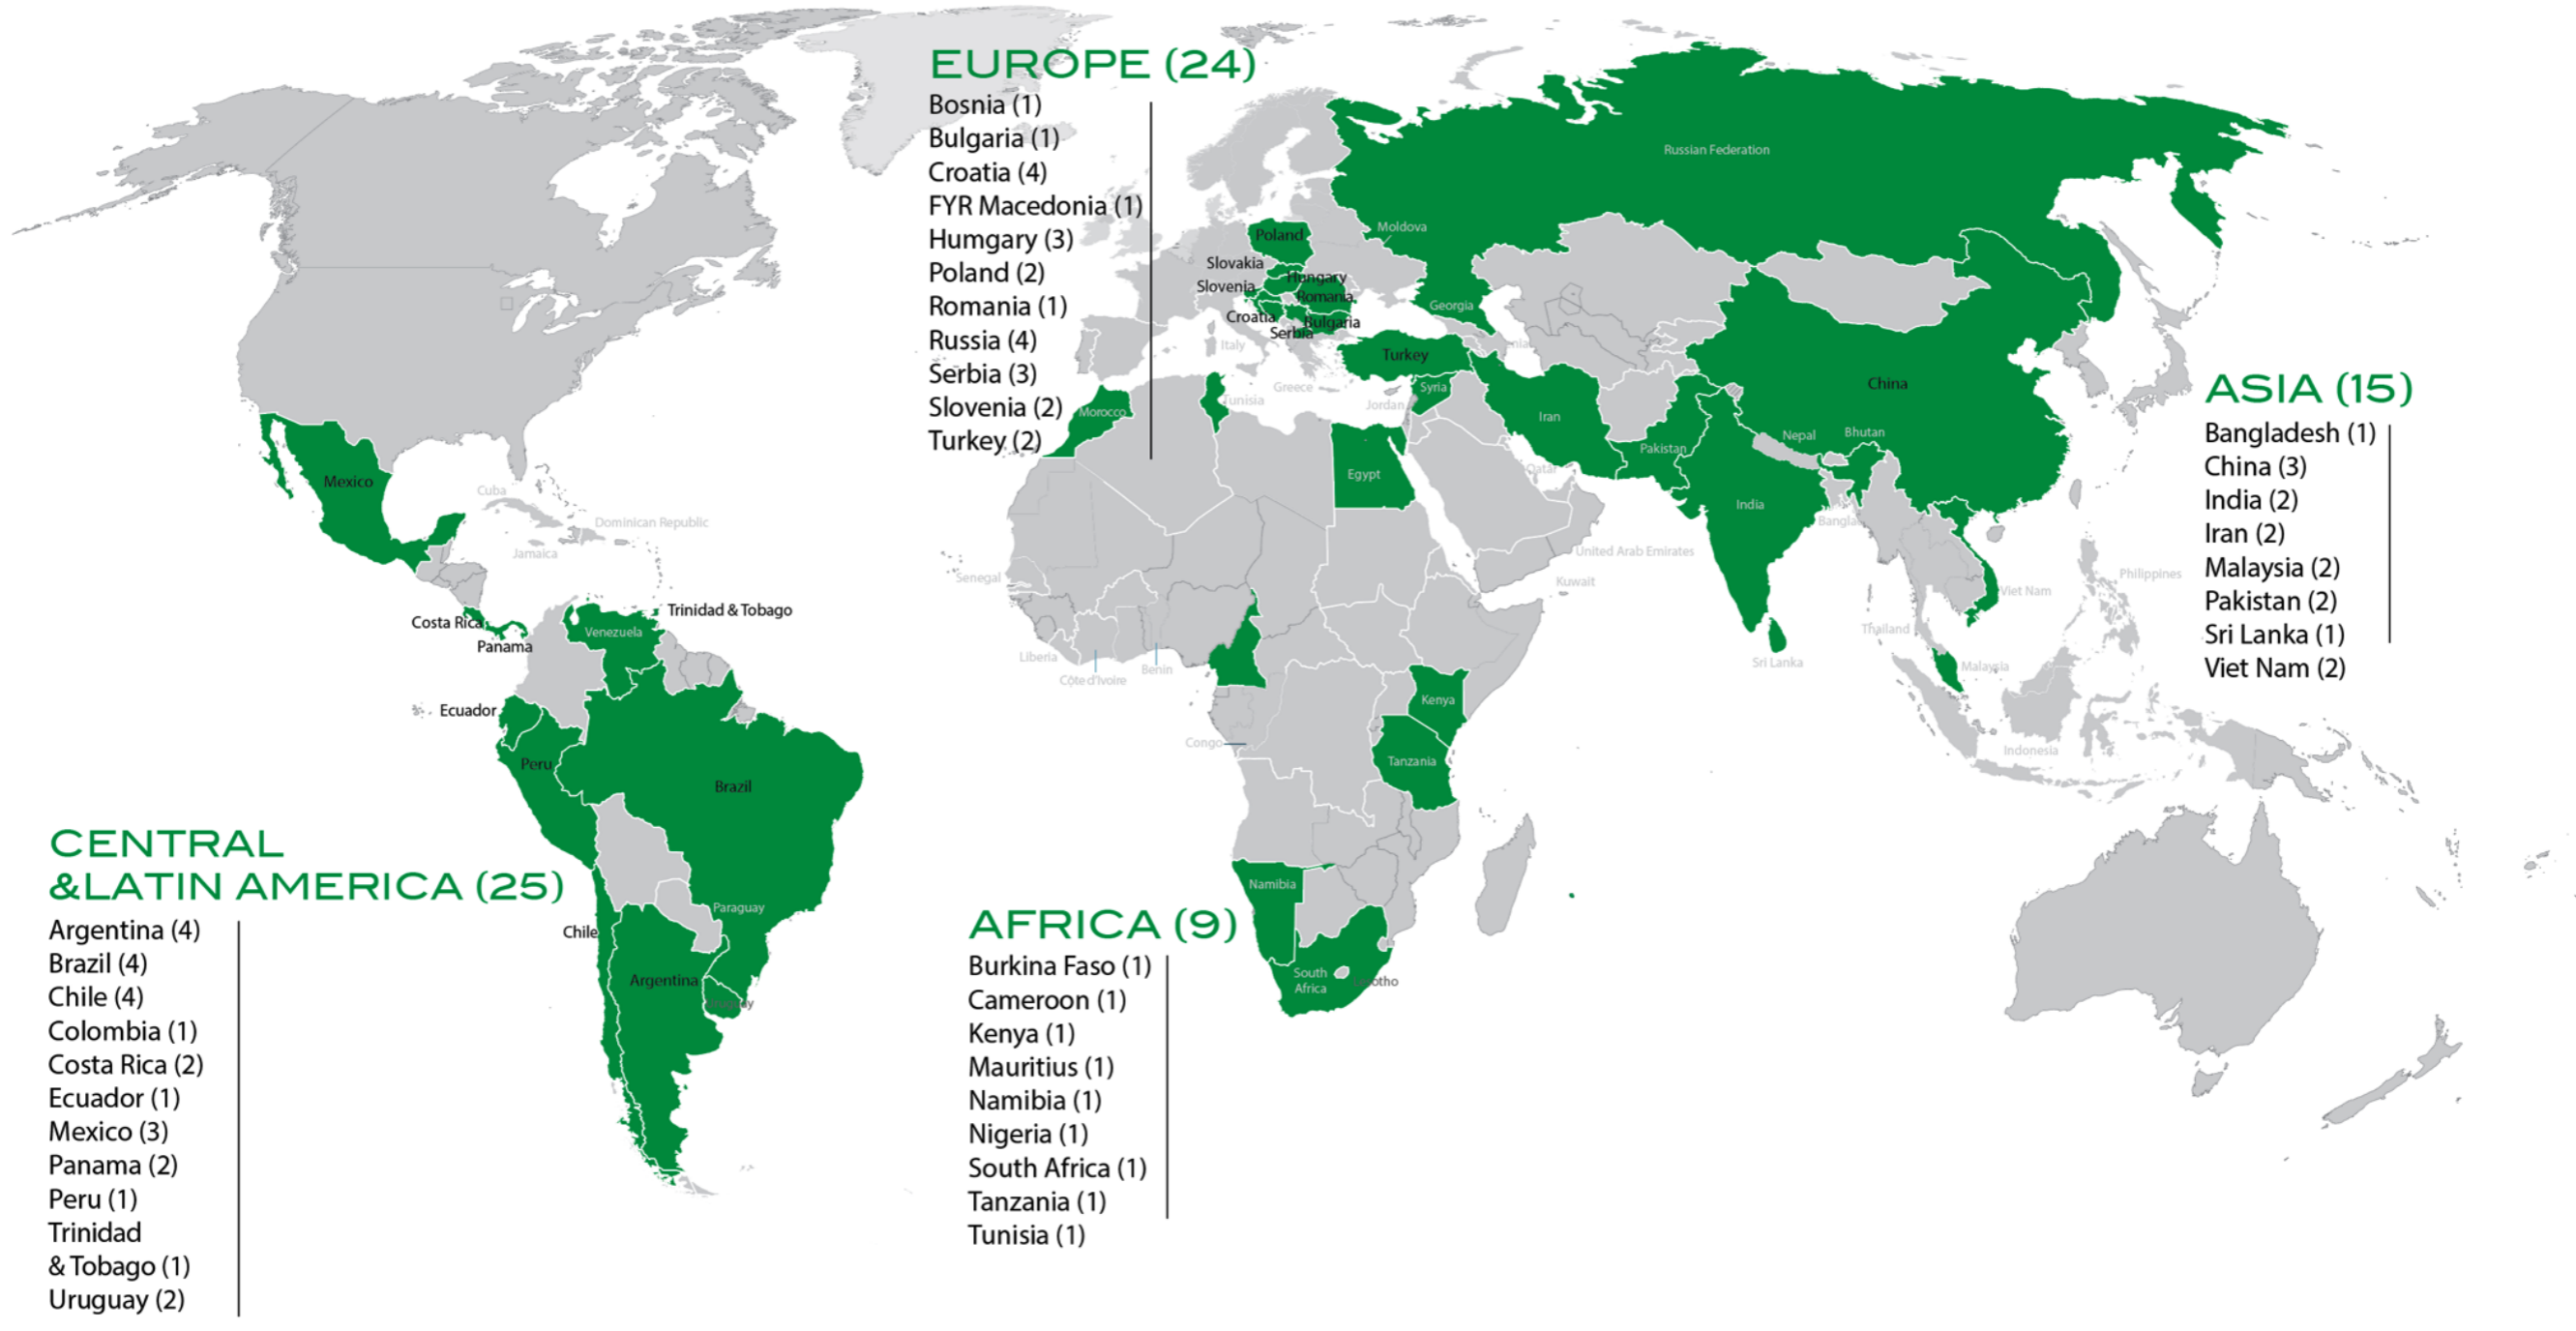 EUROPE (24)
Bosnia (1)
Bulgaria (1)
Croatia (4)
FYR Macedonia (1)
Humgary (3)
Poland (2)
Romania (1)
Russia (4)
Serbia (3)
Slovenia (2)
Turkey (2)
ASIA (15)
Bangladesh (1)
China (3)
India (2)
Iran (2)
Malaysia (2)
Pakistan (2)
Sri Lanka (1)
Viet Nam (2)
CENTRAL
&LATIN AMERICA (25)
Argentina (4)
Brazil (4)
Chile (4)
Colombia (1)
Costa Rica (2)
Ecuador (1)
Mexico (3)
Panama (2)
Peru (1)
Trinidad
& Tobago (1)
Uruguay (2)
AFRICA (9)
Burkina Faso (1)
Cameroon (1)
Kenya (1)
Mauritius (1)
Namibia (1)
Nigeria (1)
South Africa (1)
Tanzania (1)
Tunisia (1)
Russian Federation
Moldova
Poland
Slovakia
Hungary
Slovenia
Romania
Georgia
Croatia
Bulgaria
Serbia
Italy
Turkey
Greece
Syria
Jordan
Tunisia
Morocco
Iran
China
Nepal
Bhutan
Pakistan
Qatar
Egypt
India
United Arab Emirates
Kuwait
Viet Nam
Philippines
Thailand
Sri Lanka
Malaysia
Indonesia
Mexico
Cuba
Dominican Republic
Jamaica
Trinidad & Tobago
Costa Rica
Venezuela
Panama
Ecuador
Peru
Brazil
Paraguay
Chile
Argentina
Senegal
Liberia
Côte d'Ivoire
Benin
Congo
Kenya
Tanzania
Namibia
South
Africa